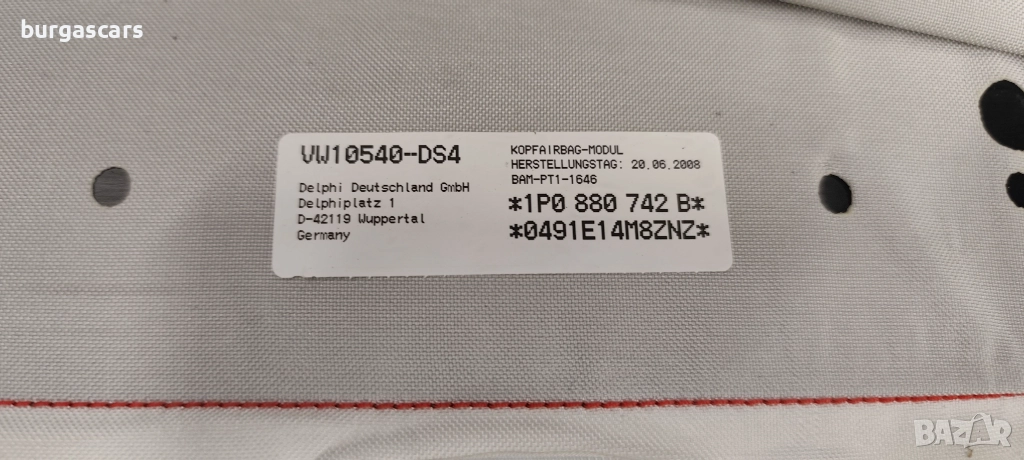 burgascars
VW10540--DS4
Delphi Deutschland GmbH
Delphiplatz 1
D-42119 Wuppertal
Germany
KOPFAIRBAG-MODUL
HERSTELLUNGSTAG: 20.06.2008
BAM-PT1-1646
*1P0 880 742 B*
*0491E14M8ZNZ*
BAZAR